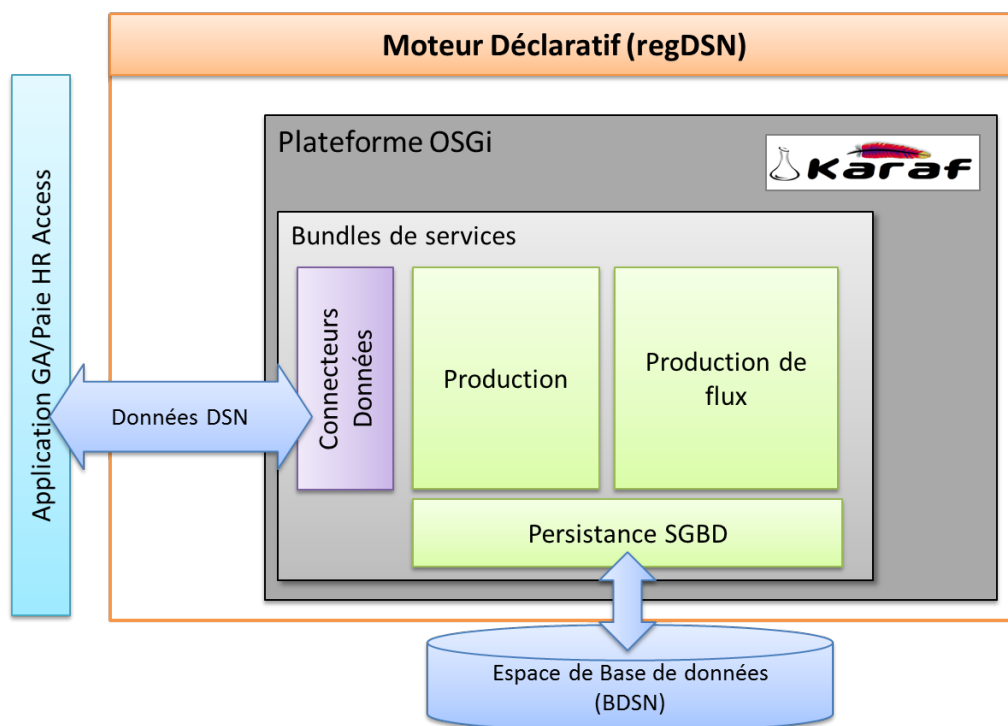 Moteur Déclaratif (regDSN)
Application GA/Paie HR Access
Plateforme OSGi
Karaf
Bundles de services
Connecteurs
Données
Production
Production de
flux
Données DSN
Persistance SGBD
Espace de Base de données
(BDSN)